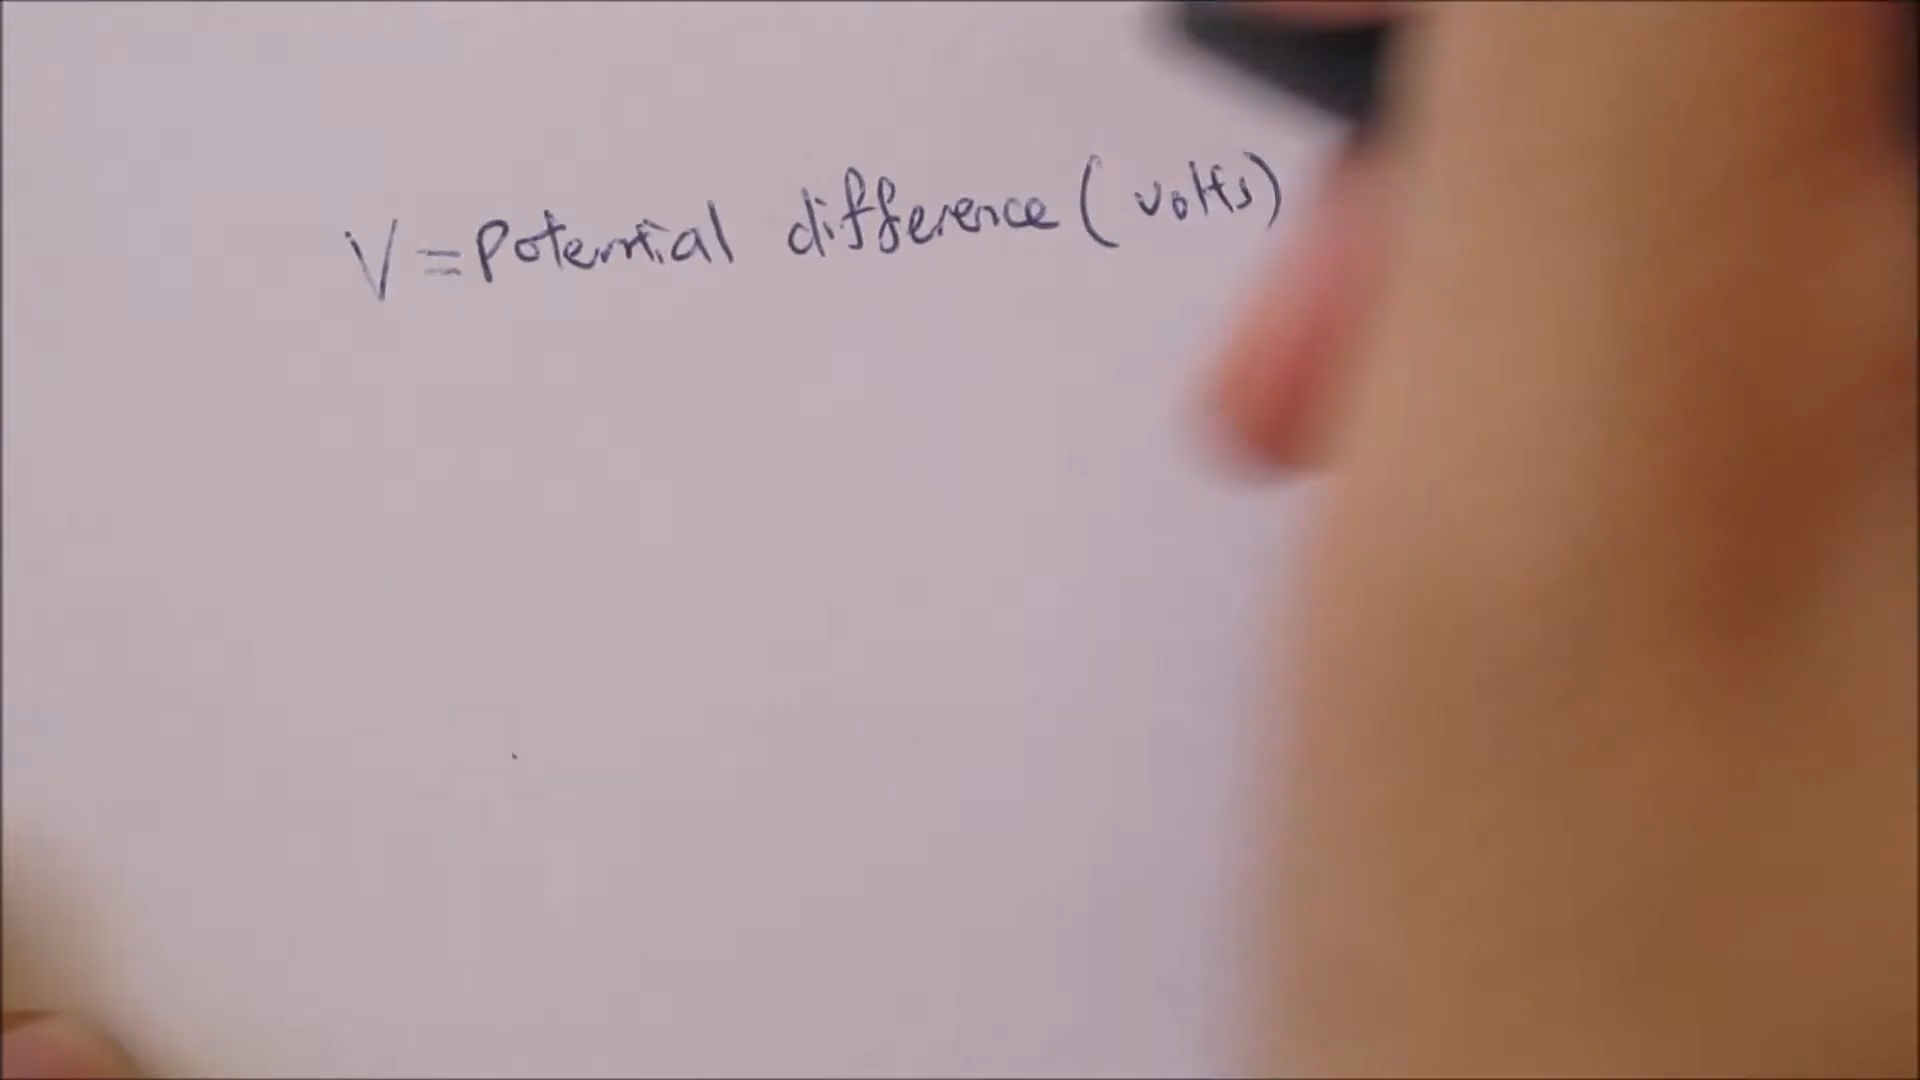 V = Potential difference (volts)